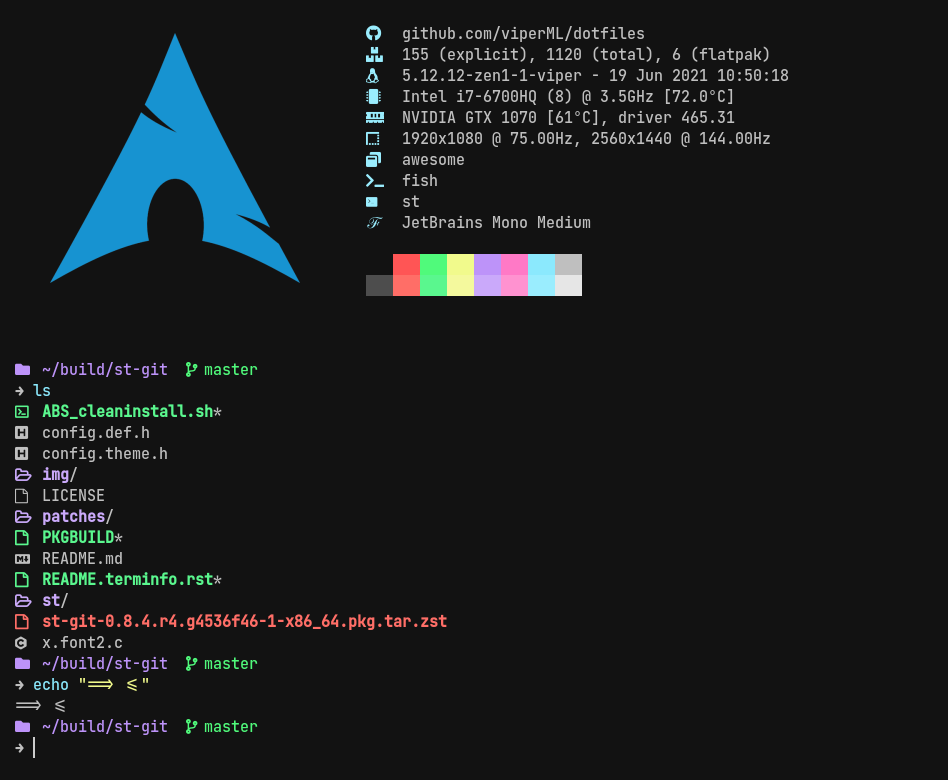 github.com/viperML/dotfiles
155 (explicit), 1120 (total), 6 (flatpak)
5.12.12-zen1-1-viper - 19 Jun 2021 10:50:18
Intel i7-6700HQ (8) @ 3.5GHz [72.0°C]
NVIDIA GTX 1070 [61°C], driver 465.31
1920x1080 @ 75.00Hz, 2560x1440 @ 144.00Hz
awesome
fish
st
ℱ JetBrains Mono Medium
~/build/st-git master
➜ ls
ABS_cleaninstall.sh*
config.def.h
config.theme.h
img/
LICENSE
patches/
PKGBUILD*
README.md
README.terminfo.rst*
st/
st-git-0.8.4.r4.g4536f46-1-x86_64.pkg.tar.zst
x.font2.c
~/build/st-git master
➜ echo "⟹ ⩽"
⟹ ⩽
~/build/st-git master
➜